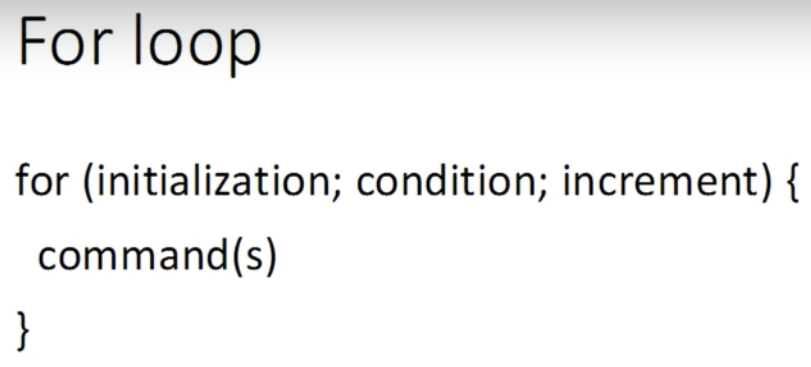 For loop
for (initialization; condition; increment) {
command(s)
}